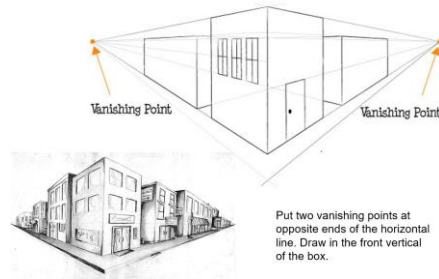 Vanishing Point
Vanishing Point
Put two vanishing points at
opposite ends of the horizontal
line. Draw in the front vertical
of the box.